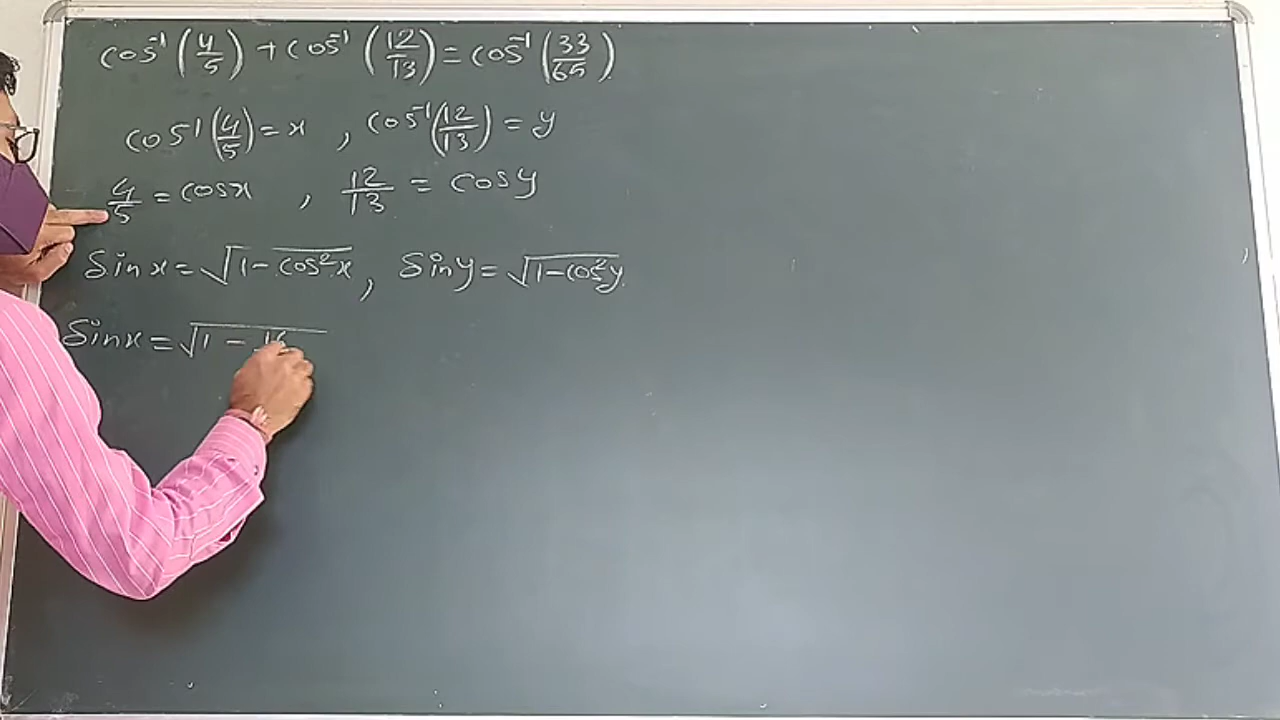 cos⁻¹(4/5) + cos⁻¹(12/13) = cos⁻¹(33/65)
cos⁻¹(4/5) = x , cos⁻¹(12/13) = y
4/5 = cosx , 12/13 = cosy
Sinx = √(1-cos²x) , Siny = √(1-cos²y)
Sinx = √(1 - 16